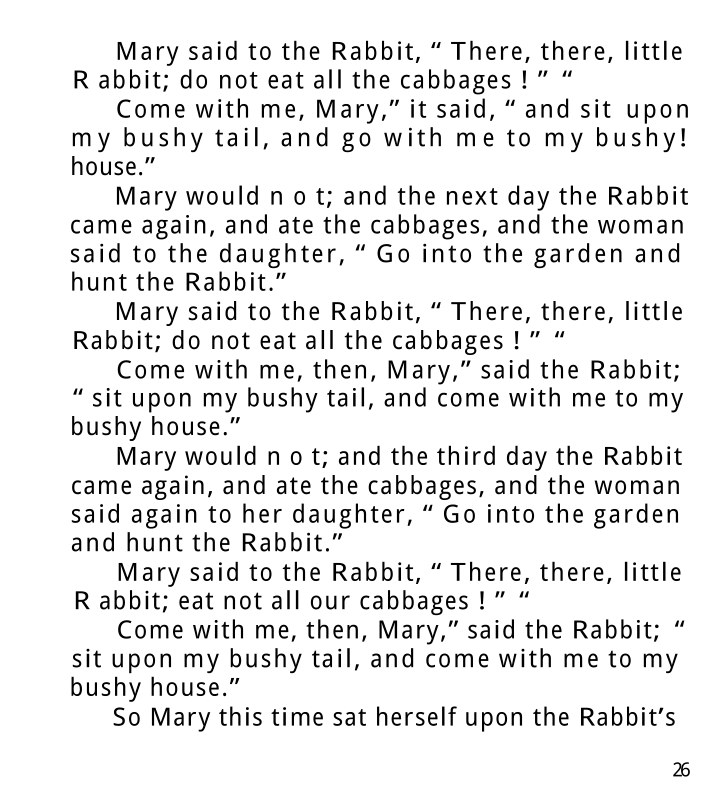 Mary said to the Rabbit, “ There, there, little
R abbit; do not eat all the cabbages ! ” “
Come with me, Mary,” it said, “ and sit upon
my bushy tail, and go with me to my bushy!
house.”
Mary would n o t; and the next day the Rabbit
came again, and ate the cabbages, and the woman
said to the daughter, “ Go into the garden and
hunt the Rabbit.”
Mary said to the Rabbit, “ There, there, little
Rabbit; do not eat all the cabbages ! ” “
Come with me, then, Mary,” said the Rabbit;
“ sit upon my bushy tail, and come with me to my
bushy house.”
Mary would n o t; and the third day the Rabbit
came again, and ate the cabbages, and the woman
said again to her daughter, “ Go into the garden
and hunt the Rabbit.”
Mary said to the Rabbit, “ There, there, little
R abbit; eat not all our cabbages ! ” “
Come with me, then, Mary,” said the Rabbit; “
sit upon my bushy tail, and come with me to my
bushy house.”
So Mary this time sat herself upon the Rabbit’s
26